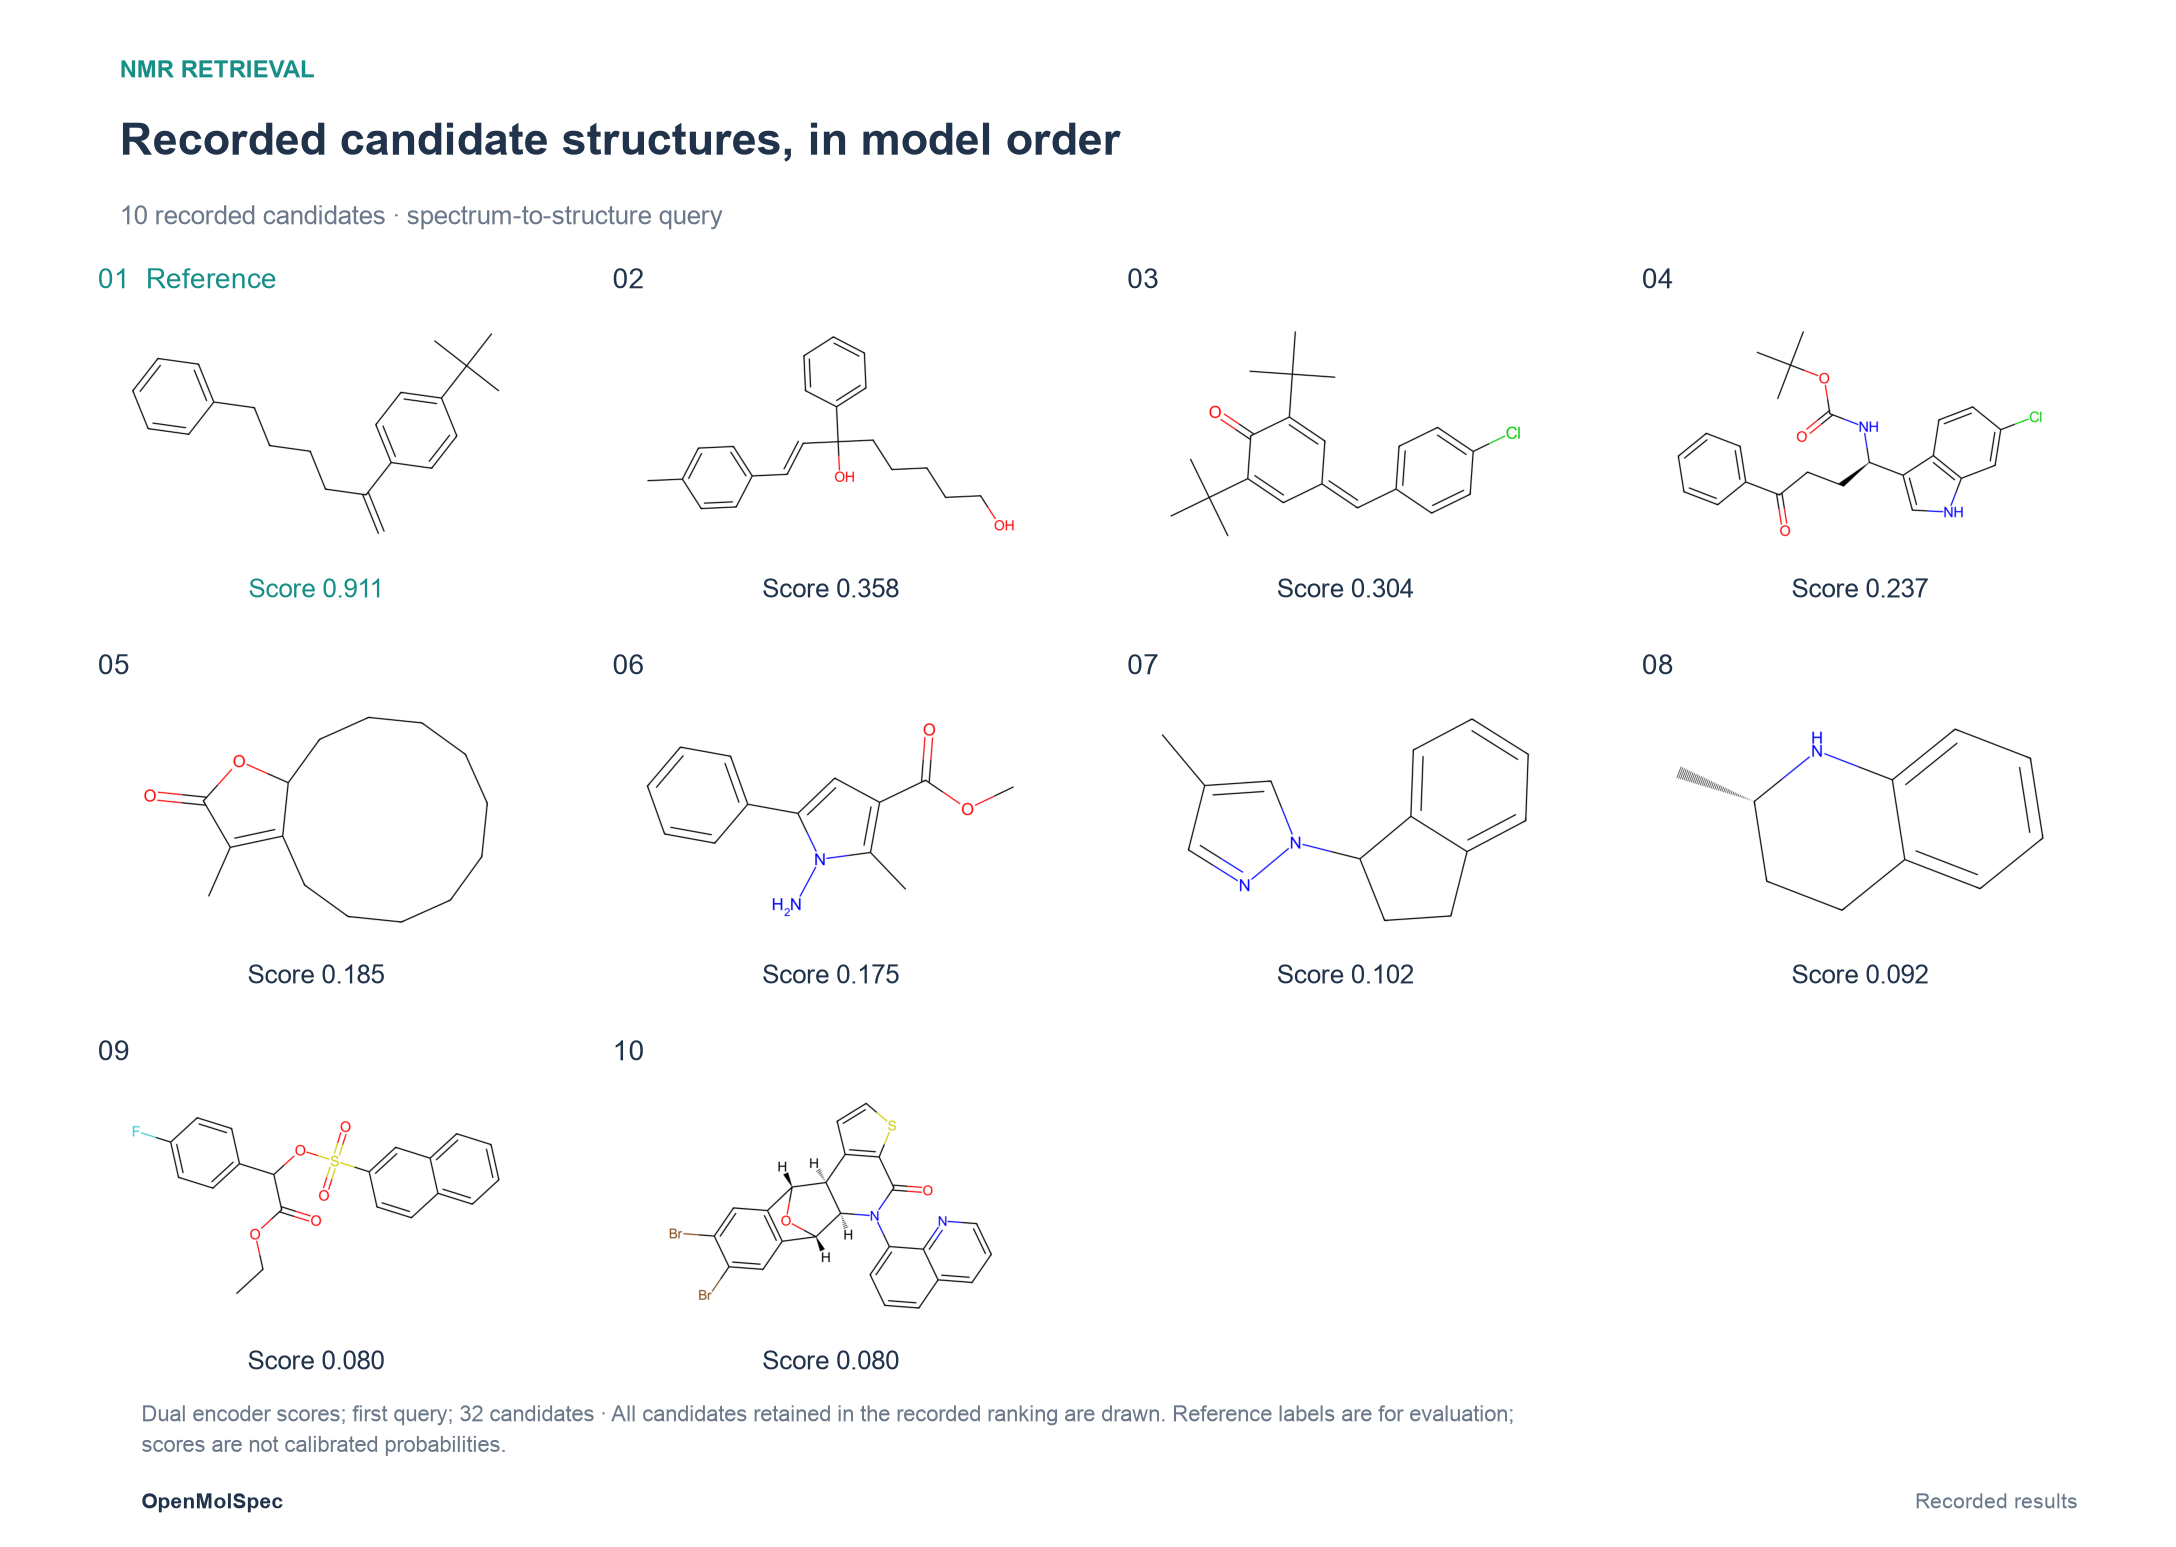 NMR RETRIEVAL
Recorded candidate structures, in model order
10 recorded candidates · spectrum-to-structure query
01 Reference
02
03
04
OH
OH
O
Cl
O
O
NH
Cl
NH
O
Score 0.911
Score 0.358
Score 0.304
Score 0.237
05
06
07
08
O
O
O
O
N
H₂N
N
N
H
N
Score 0.185
Score 0.175
Score 0.102
Score 0.092
09
10
F
O
O
S
O
O
O
S
H
H
O
O
N
N
H
H
Br
Br
Score 0.080
Score 0.080
Dual encoder scores; first query; 32 candidates · All candidates retained in the recorded ranking are drawn. Reference labels are for evaluation;
scores are not calibrated probabilities.
OpenMolSpec
Recorded results